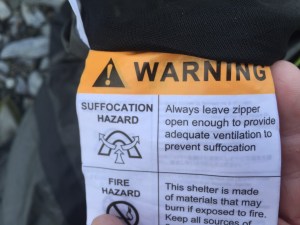 WARNING
SUFFOCATION
HAZARD
Always leave zipper
open enough to provide
adequate ventilation to
prevent suffocation
FIRE
HAZARD
This shelter is made
of materials that may
burn if exposed to fire.
Keep all sources of